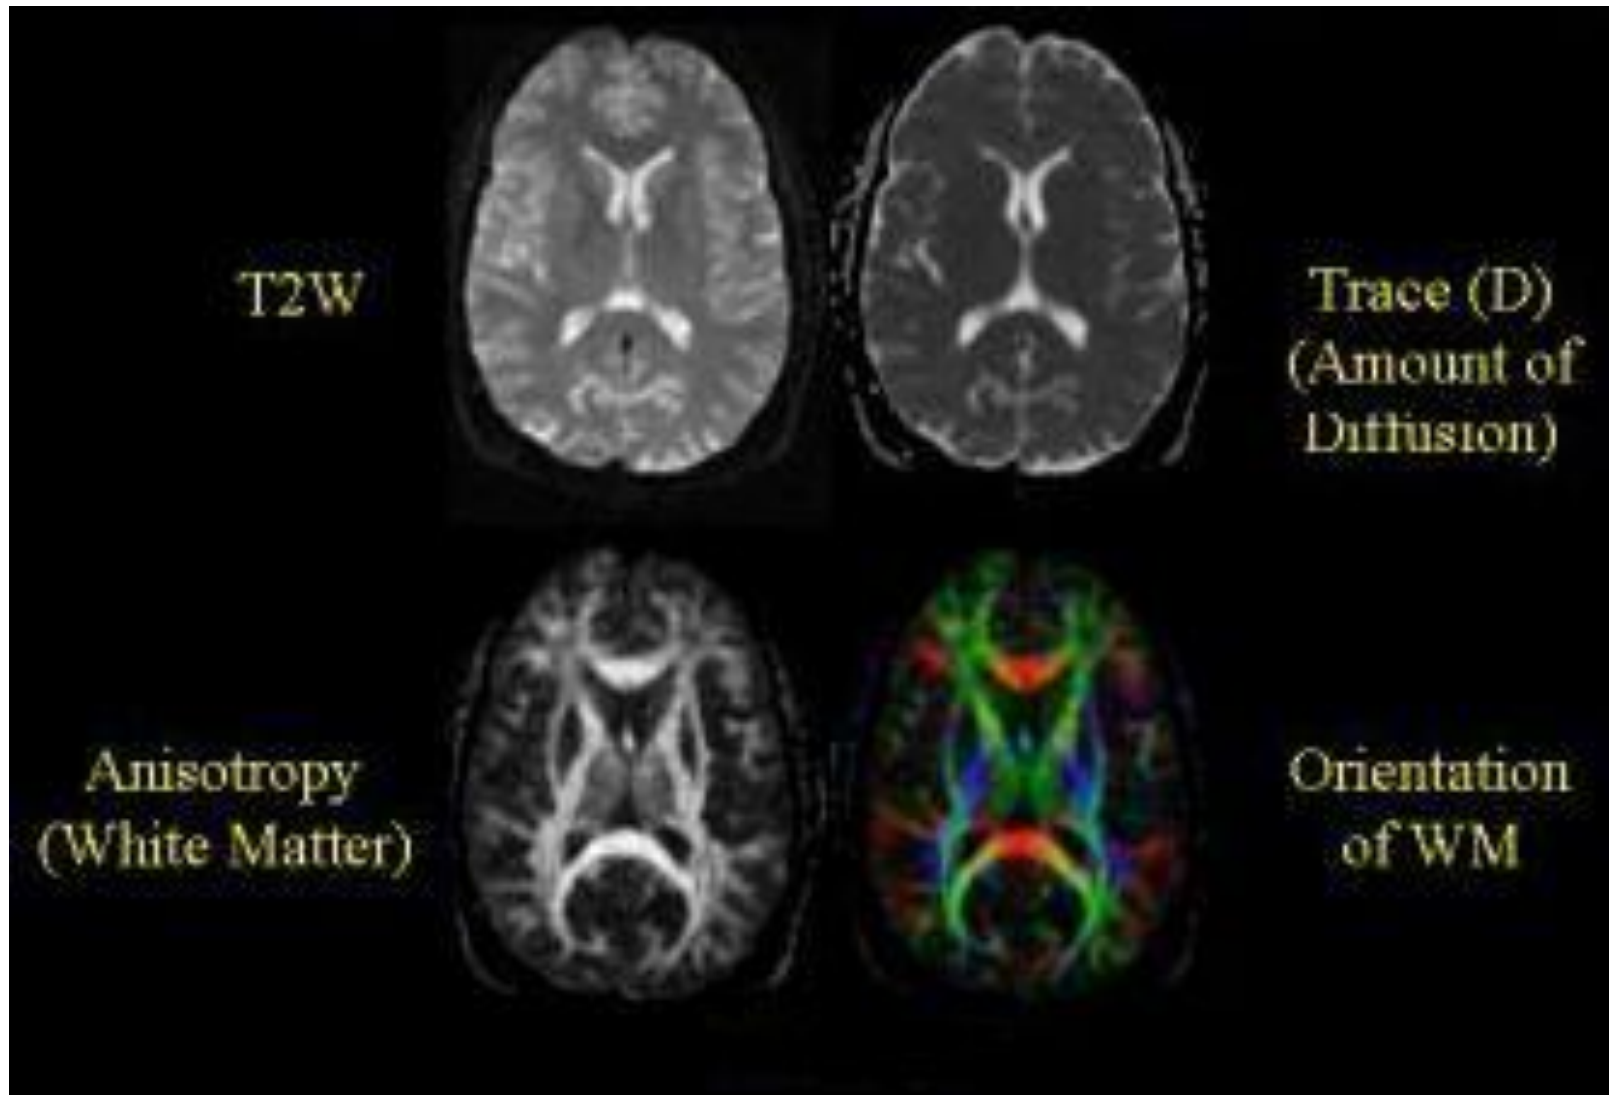 T2W
Trace (D)
(Amount of
Diffusion)
Anisotropy
(White Matter)
Orientation
of WM